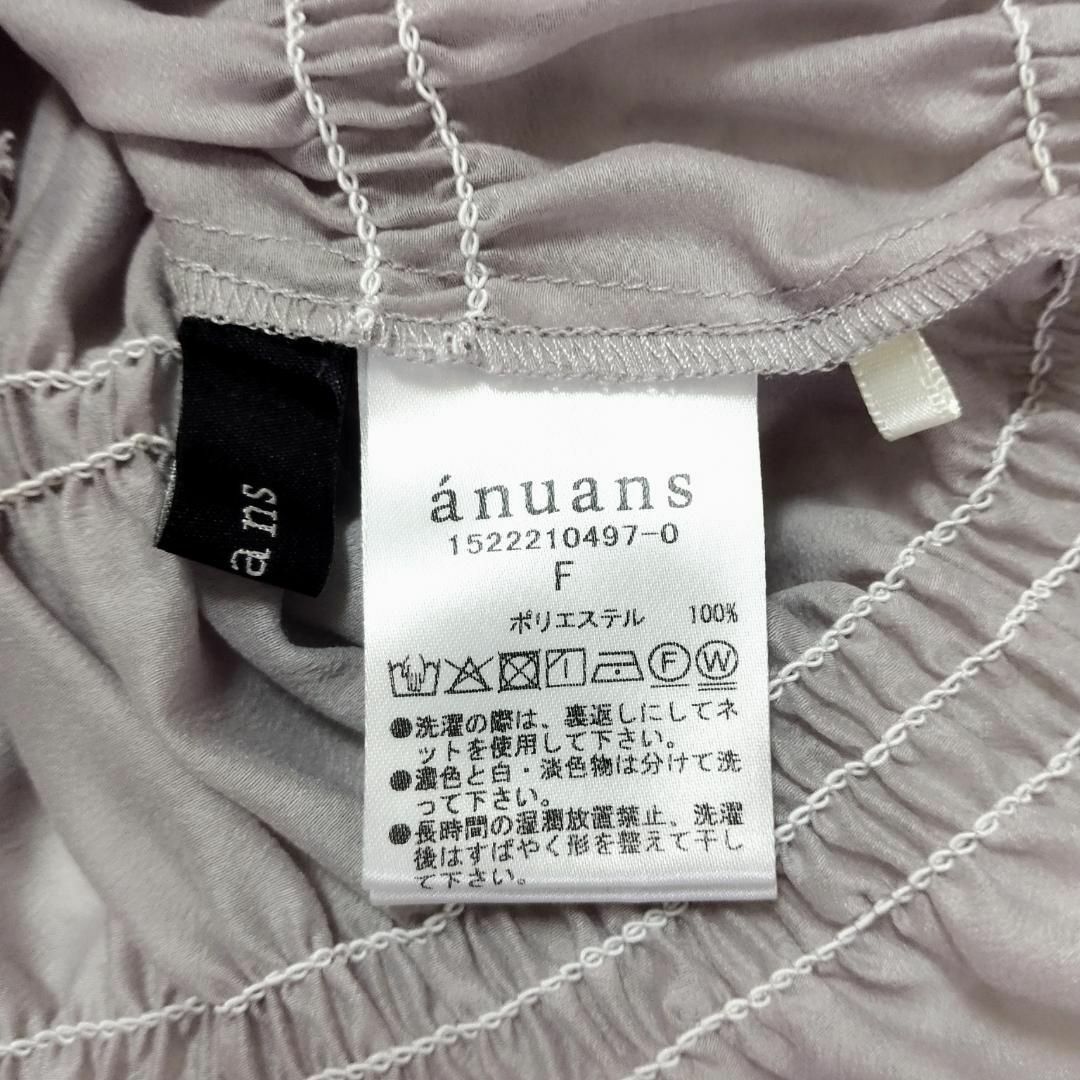 ans
ánuans
1522210497-0
F
ポリエステル 100%
F W
●洗濯の際は、裏返しにしてネ
ットを使用して下さい。
●濃色と白・淡色物は分けて洗
って下さい。
●長時間の湿潤放置禁止、洗濯
後はすばやく形を整えて干し
て下さい。